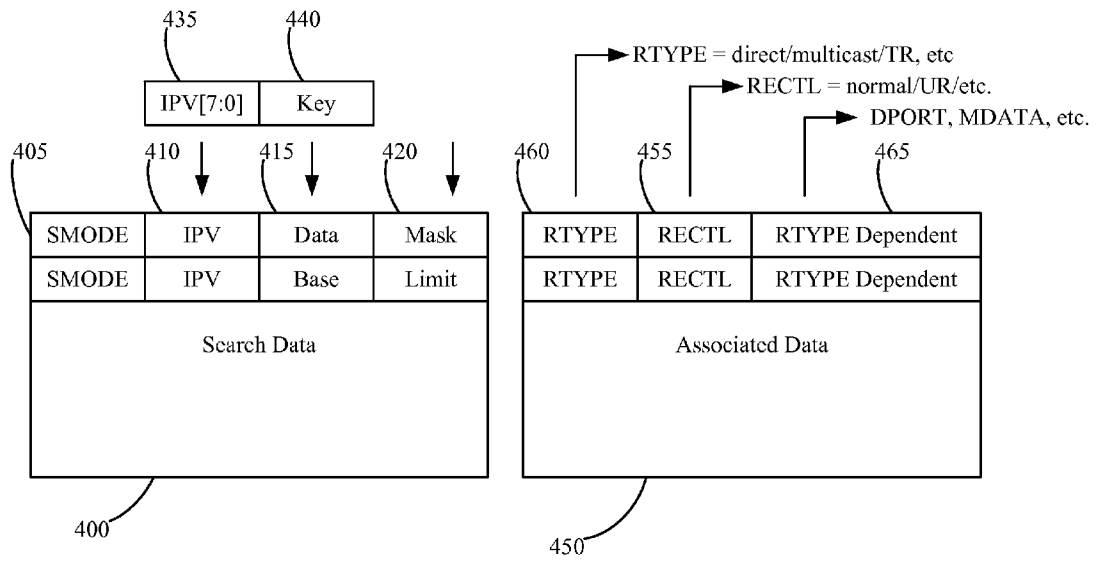 435
440
IPV[7:0]
Key
RTYPE = direct/multicast/TR, etc
RECTL = normal/UR/etc.
DPORT, MDATA, etc.
405
410
415
420
460
455
465
SMODE
IPV
Data
Mask
RTYPE
RECTL
RTYPE Dependent
SMODE
IPV
Base
Limit
RTYPE
RECTL
RTYPE Dependent
Search Data
Associated Data
400
450